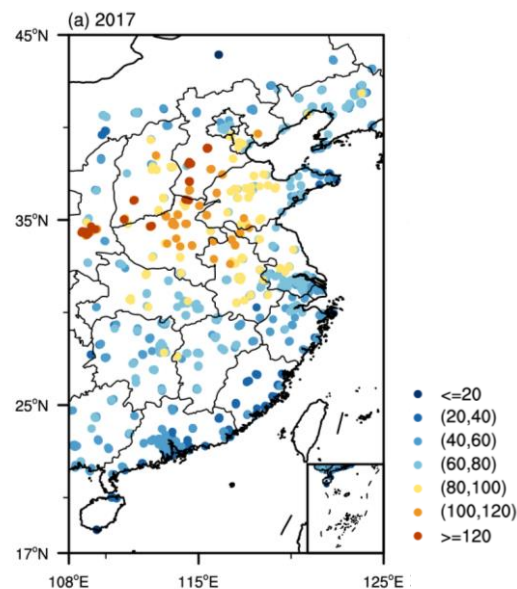 (a) 2017
45°N
35°N
25°N
17°N
108°E
115°E
125°E
<=20
(20,40)
(40,60)
(60,80)
(80,100)
(100,120)
>=120